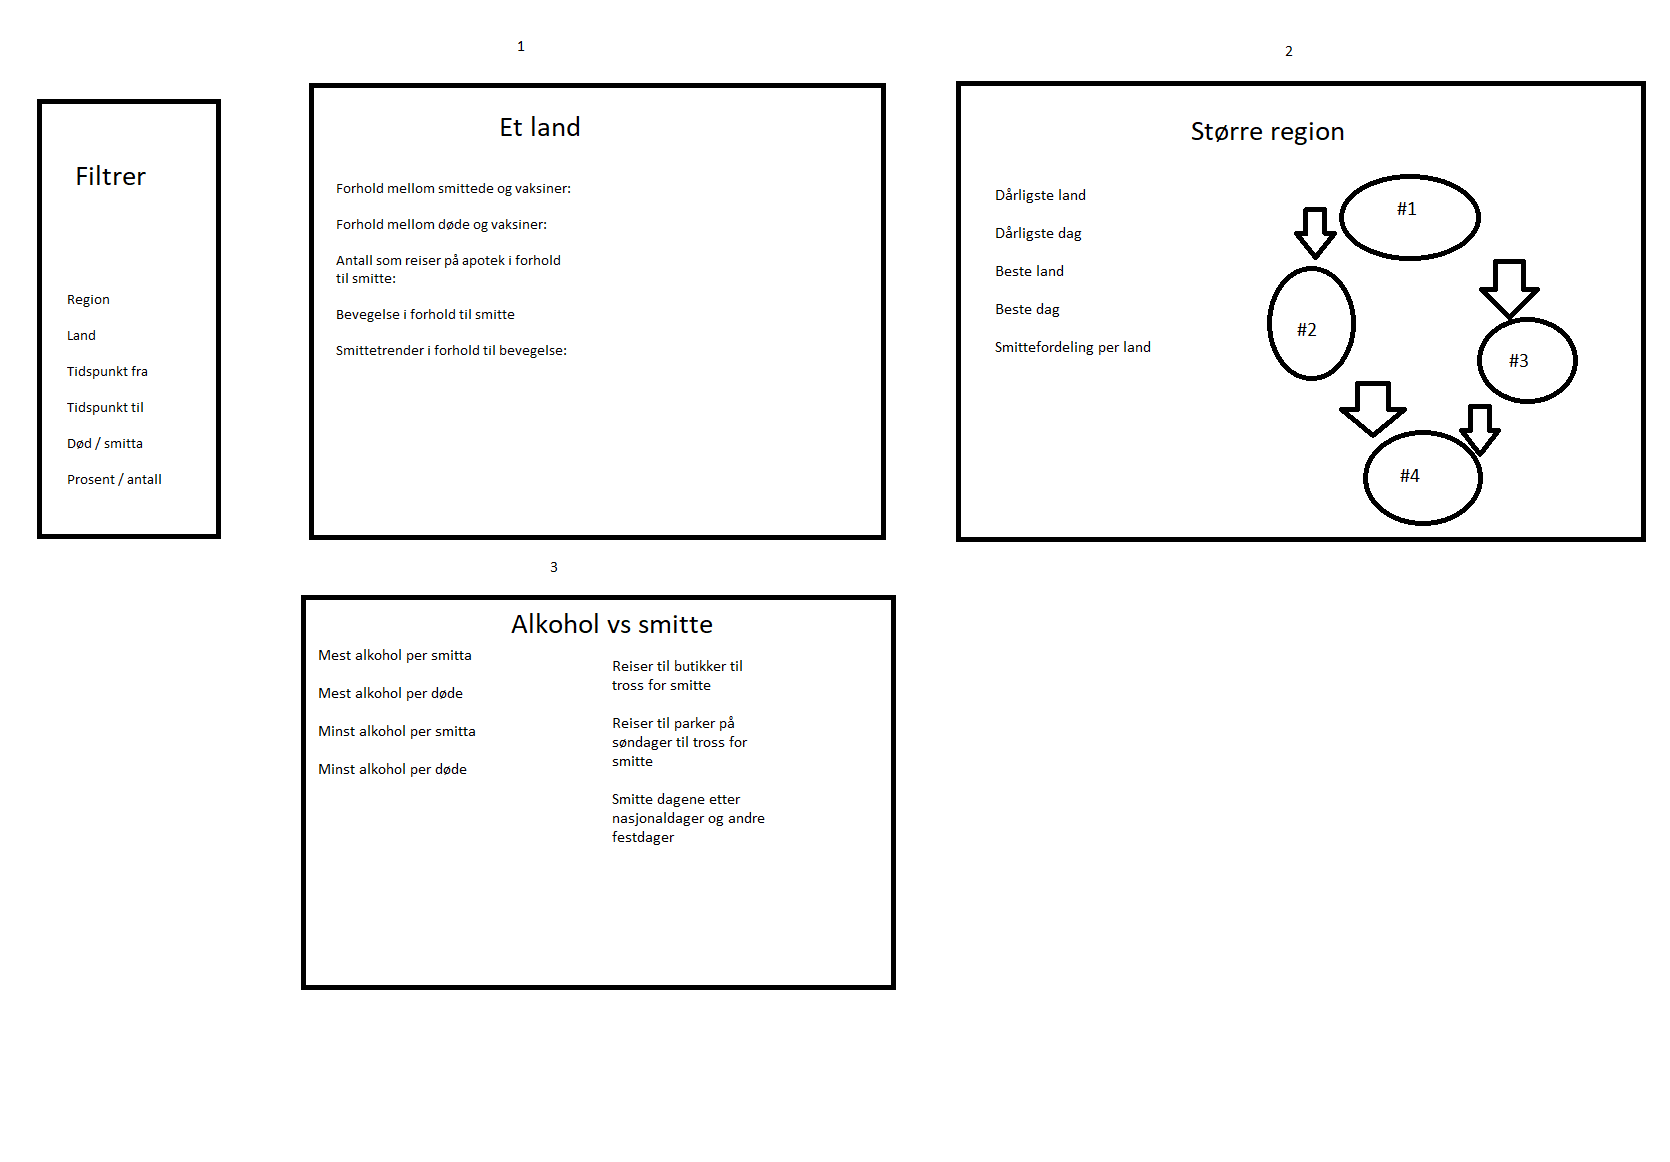 1
2
Filtrer
Region
Land
Tidspunkt fra
Tidspunkt til
Død / smitta
Prosent / antall
Et land
Forhold mellom smittede og vaksiner:
Forhold mellom døde og vaksiner:
Antall som reiser på apotek i forhold
til smitte:
Bevegelse i forhold til smitte
Smittetrender i forhold til bevegelse:
Større region
Dårligste land
Dårligste dag
Beste land
Beste dag
Smittefordeling per land
#1
#2
#3
#4
3
Alkohol vs smitte
Mest alkohol per smitta
Mest alkohol per døde
Minst alkohol per smitta
Minst alkohol per døde
Reiser til butikker til
tross for smitte
Reiser til parker på
søndager til tross for
smitte
Smitte dagene etter
nasjonaldager og andre
festdager